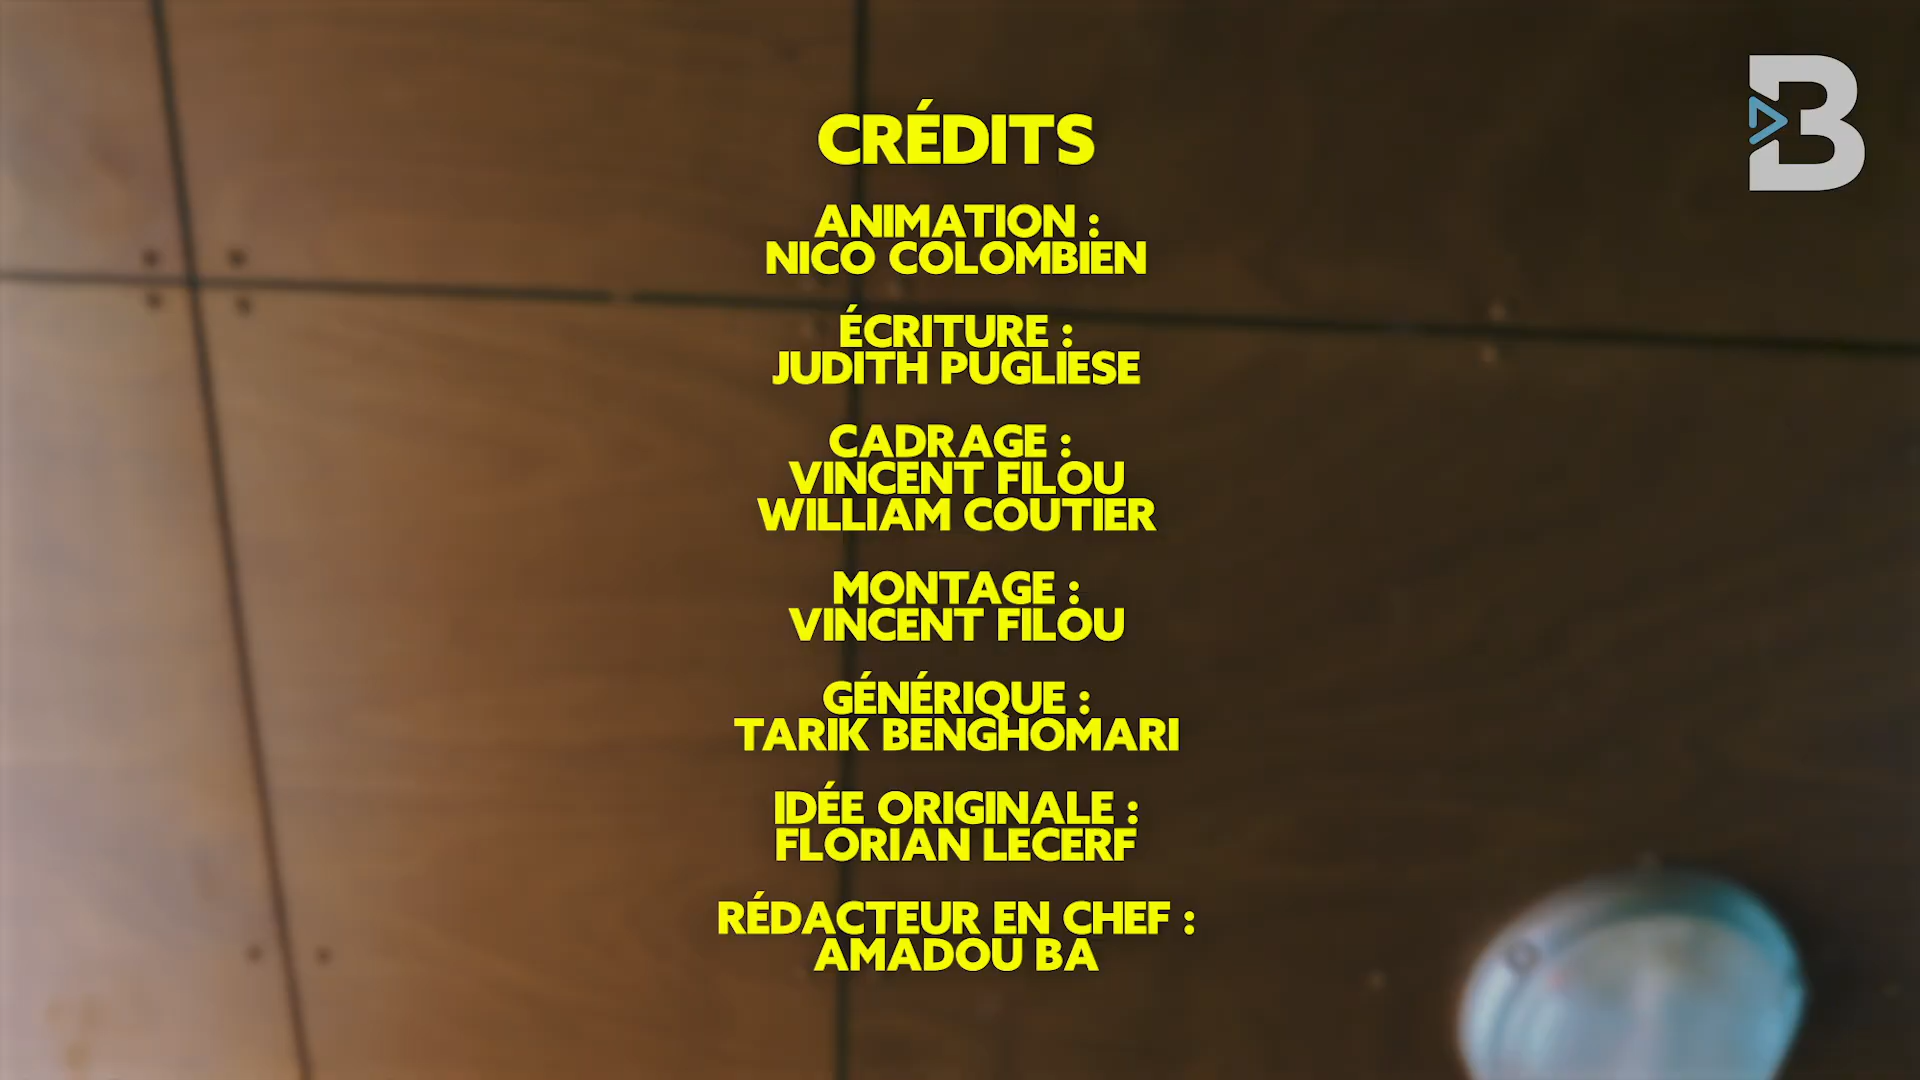 CRÉDITS
ANIMATION :
NICO COLOMBIEN
ÉCRITURE :
JUDITH PUGLIESE
CADRAGE :
VINCENT FILOU
WILLIAM COUTIER
MONTAGE :
VINCENT FILOU
GÉNÉRIQUE :
TARIK BENGHOMARI
IDÉE ORIGINALE :
FLORIAN LECERF
RÉDACTEUR EN CHEF :
AMADOU BA
B